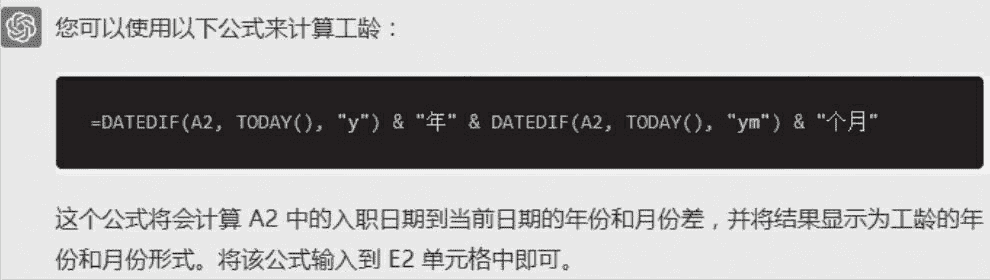 您可以使用以下公式来计算工龄：
=DATEDIF(A2, TODAY(), "y") & "年" & DATEDIF(A2, TODAY(), "ym") & "个月"
这个公式将会计算 A2 中的入职日期到当前日期的年份和月份差，并将结果显示为工龄的年
份和月份形式。将该公式输入到 E2 单元格中即可。